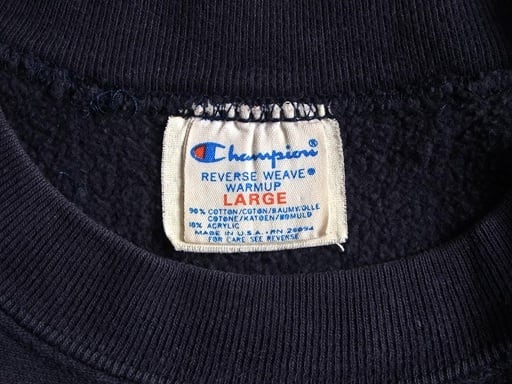 Champion
REVERSE WEAVE®
WARMUP
LARGE
90% COTTON/COTON/BAUMWOLLE
COTONE/KATOEN/BOMULD
10% ACRYLIC
MADE IN U.S.A. · RN 26094
FOR CARE SEE REVERSE